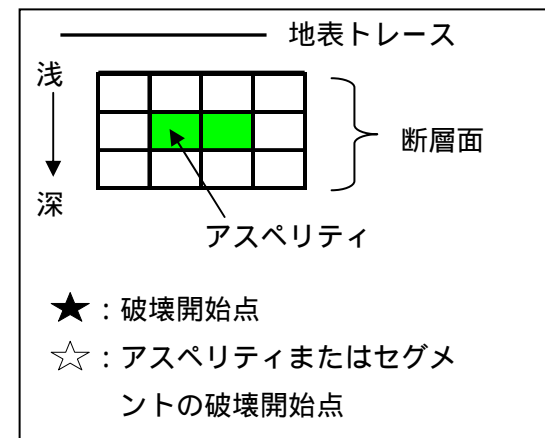 地表トレース
浅
断層面
深
アスペリティ
★：破壊開始点
☆：アスペリティまたはセグメ
ントの破壊開始点